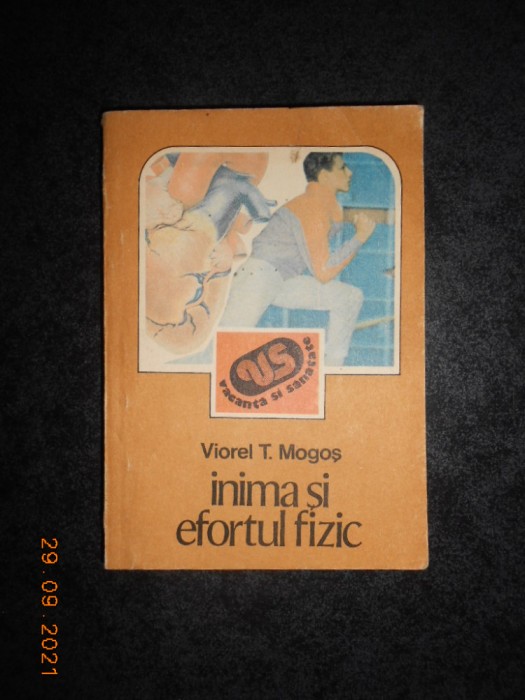 VS
vacanța și sănătate
Viorel T. Mogoș
inima și
efortul fizic
29.09.2021